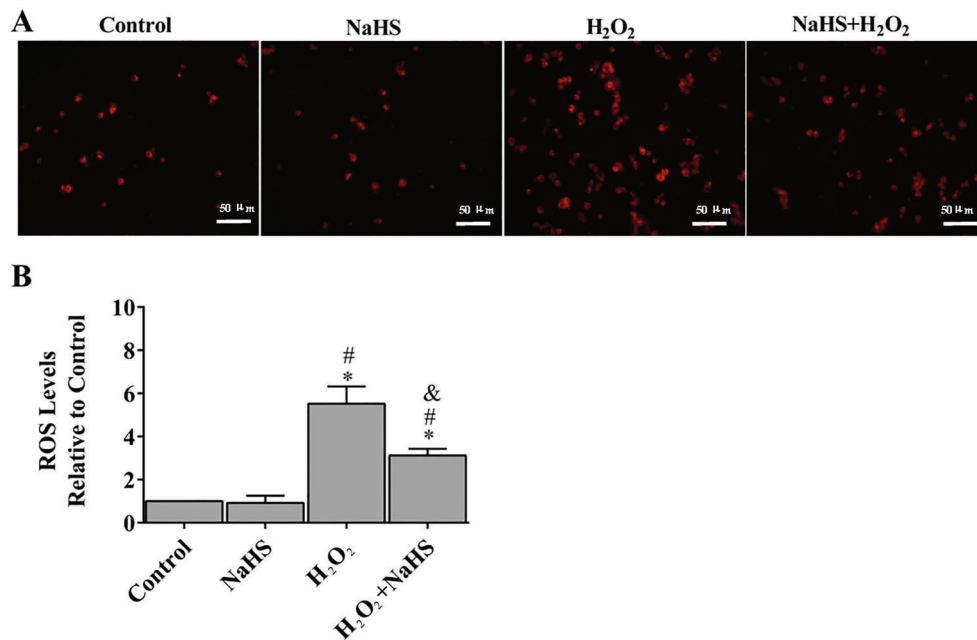 A
Control
NaHS
H₂O₂
NaHS+H₂O₂
50 μm
50 μm
50 μm
50 μm
B
ROS Levels
Relative to Control
10
8
6
4
2
0
#
*
&
#
*
Control
NaHS
H₂O₂
H₂O₂+NaHS